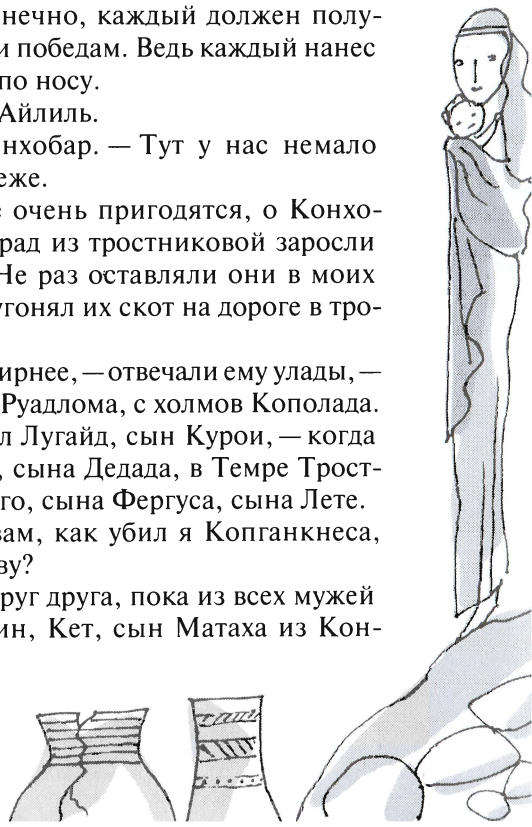 нечно, каждый должен полу-
и победам. Ведь каждый нанес
по носу.
Айлиль.
нхобар. — Тут у нас немало
еже.
очень пригодятся, о Конхо-
рад из тростниковой заросли
Не раз оставляли они в моих
угонял их скот на дороге в тро-
ирнее, — отвечали ему улады, —
Руадлома, с холмов Кополада.
л Лугайд, сын Курои, — когда
, сына Дедада, в Темре Трост-
го, сына Фергуса, сына Лете.
вам, как убил я Копганкнеса,
ву?
руг друга, пока из всех мужей
ин, Кет, сын Матаха из Кон-